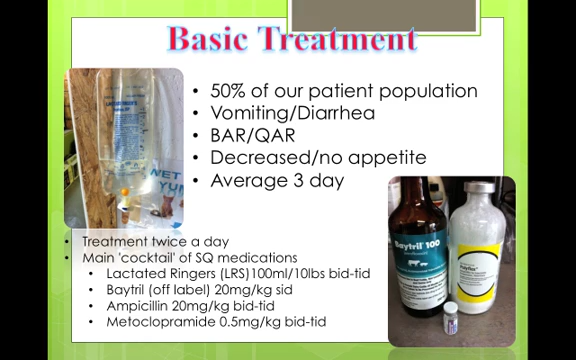 Basic Treatment
• 50% of our patient population
• Vomiting/Diarrhea
• BAR/QAR
• Decreased/no appetite
• Average 3 day
• Treatment twice a day
• Main 'cocktail' of SQ medications
• Lactated Ringers (LRS)100ml/10lbs bid-tid
• Baytril (off label) 20mg/kg sid
• Ampicillin 20mg/kg bid-tid
• Metoclopramide 0.5mg/kg bid-tid
Baytril 100